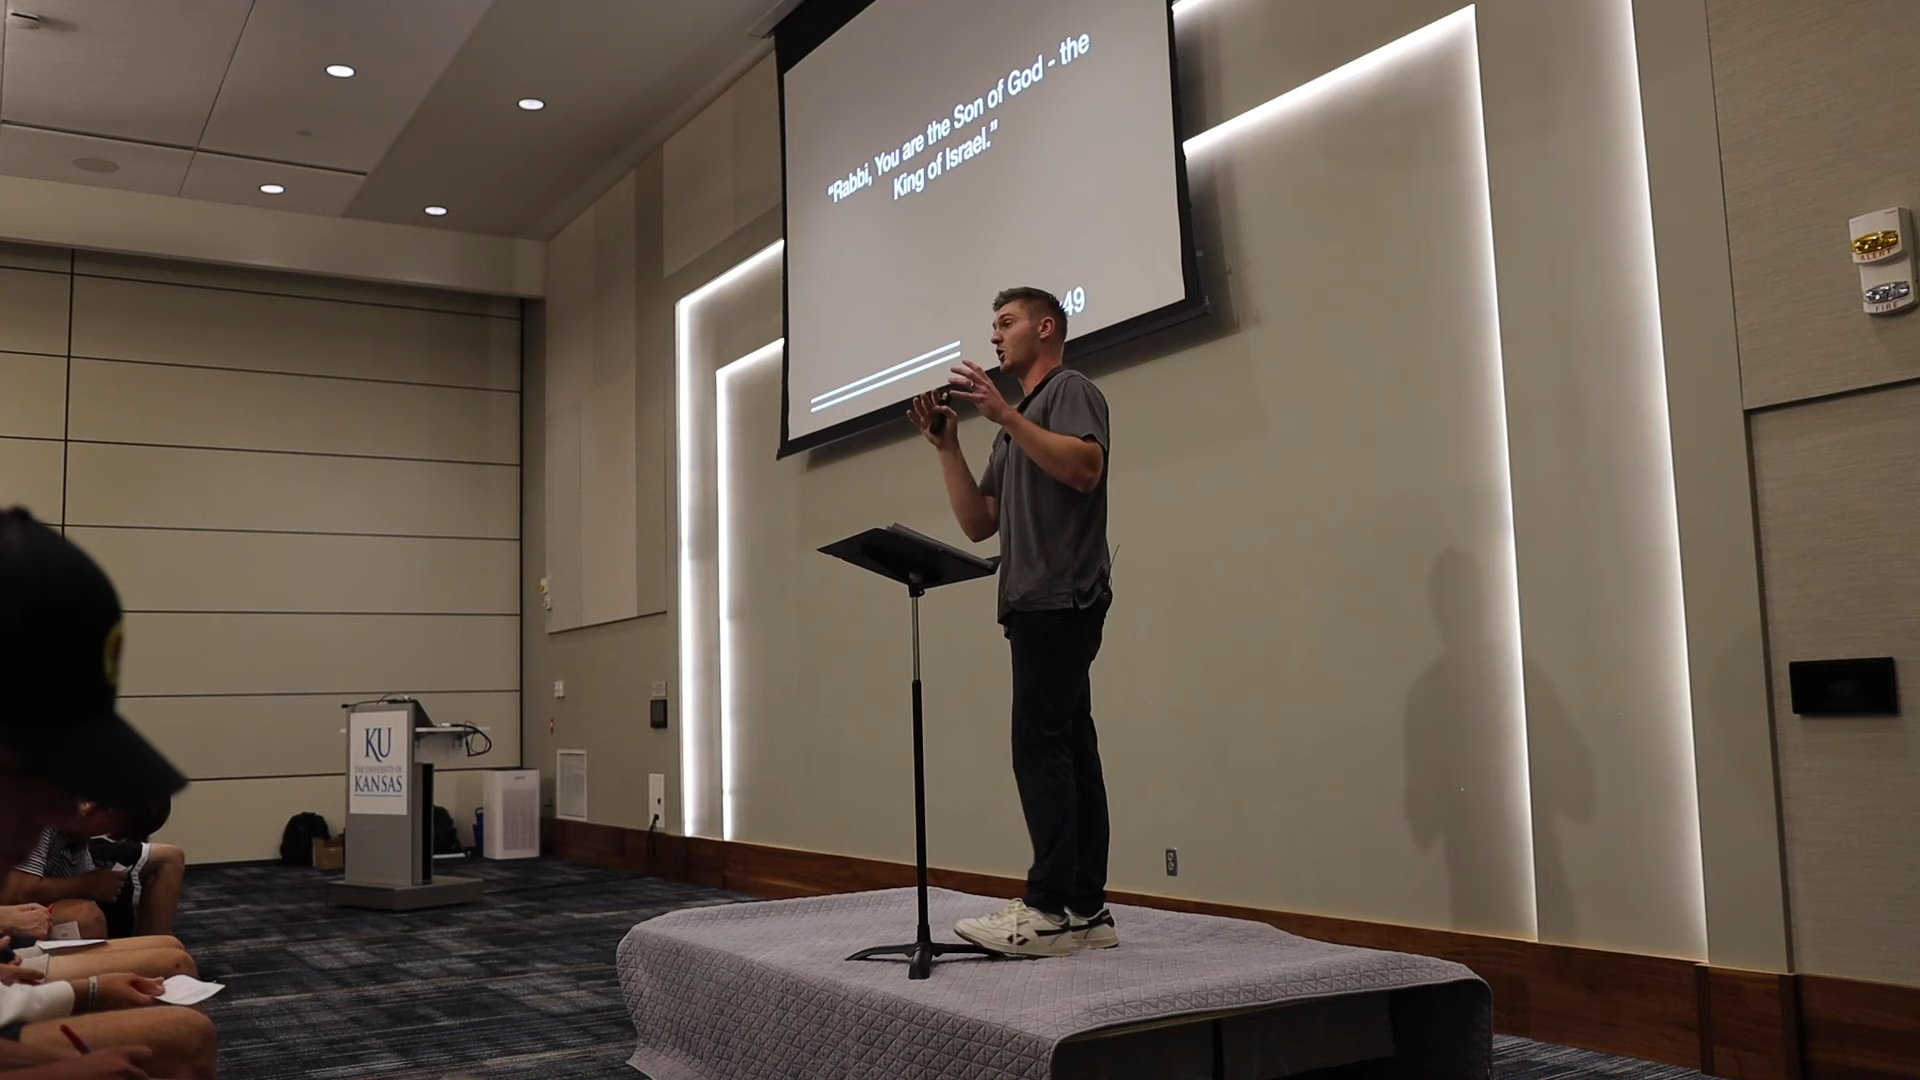 “Rabbi, You are the Son of God - the
King of Israel.”
49
KU
THE UNIVERSITY OF
KANSAS
ALERT
FIRE